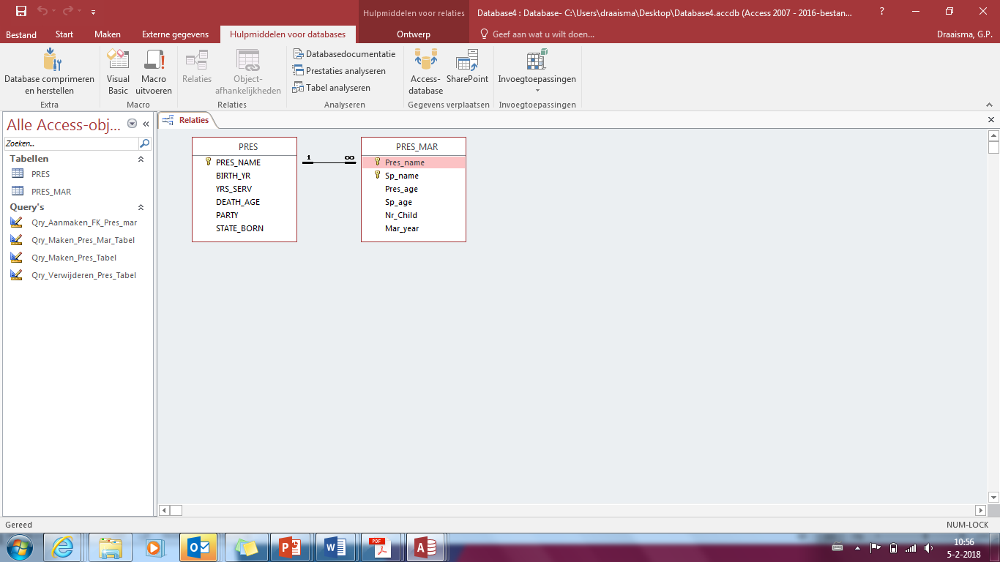 Hulpmiddelen voor relaties
Database4 : Database- C:\Users\draaisma\Desktop\Database4.accdb (Access 2007 - 2016-bestan...
?
Bestand
Start
Maken
Externe gegevens
Hulpmiddelen voor databases
Ontwerp
Geef aan wat u wilt doen...
Draaisma, G.P.
Database comprimeren
en herstellen
Extra
Visual
Basic
Macro
uitvoeren
Macro
Relaties
Object-
afhankelijkheden
Relaties
Databasedocumentatie
Prestaties analyseren
Tabel analyseren
Analyseren
Access-
database
SharePoint
Gegevens verplaatsen
Invoegtoepassingen
Invoegtoepassingen
Alle Access-obj...
Zoeken...
Tabellen
PRES
PRES_MAR
Query's
Qry_Aanmaken_FK_Pres_mar
Qry_Maken_Pres_Mar_Tabel
Qry_Maken_Pres_Tabel
Qry_Verwijderen_Pres_Tabel
Relaties
PRES
PRES_NAME
BIRTH_YR
YRS_SERV
DEATH_AGE
PARTY
STATE_BORN
1
∞
PRES_MAR
Pres_name
Sp_name
Pres_age
Sp_age
Nr_Child
Mar_year
Gereed
NUM-LOCK
PDF
10:56
5-2-2018